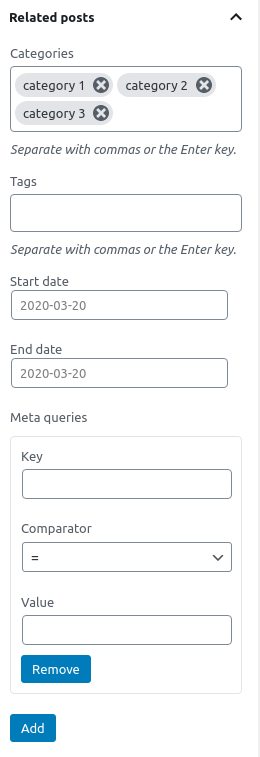 Related posts
Categories
category 1 category 2
category 3
Separate with commas or the Enter key.
Tags
Separate with commas or the Enter key.
Start date
2020-03-20
End date
2020-03-20
Meta queries
Key
Comparator
=
Value
Remove
Add